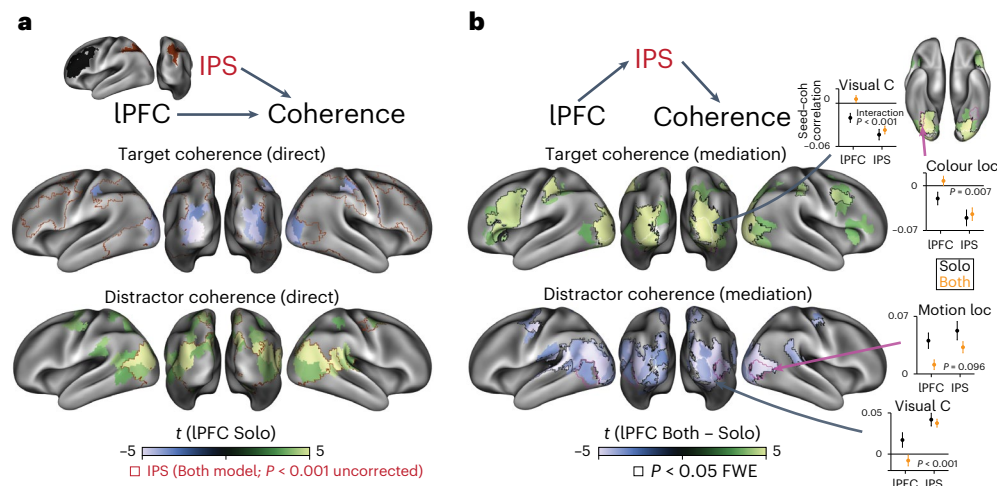 a
IPS
lPFC
Coherence
Target coherence (direct)
Distractor coherence (direct)
t (lPFC Solo)
−5
5
IPS (Both model; P < 0.001 uncorrected)
b
IPS
lPFC
Coherence
Target coherence (mediation)
Distractor coherence (mediation)
t (lPFC Both – Solo)
−5
5
P < 0.05 FWE
Visual C
Seed–coh
correlation
0
−0.06
Interaction
P < 0.001
lPFC IPS
Colour loc
0
−0.07
P = 0.007
lPFC IPS
Solo
Both
Motion loc
0.07
0
P = 0.096
lPFC IPS
Visual C
0.05
0
P < 0.001
lPFC IPS